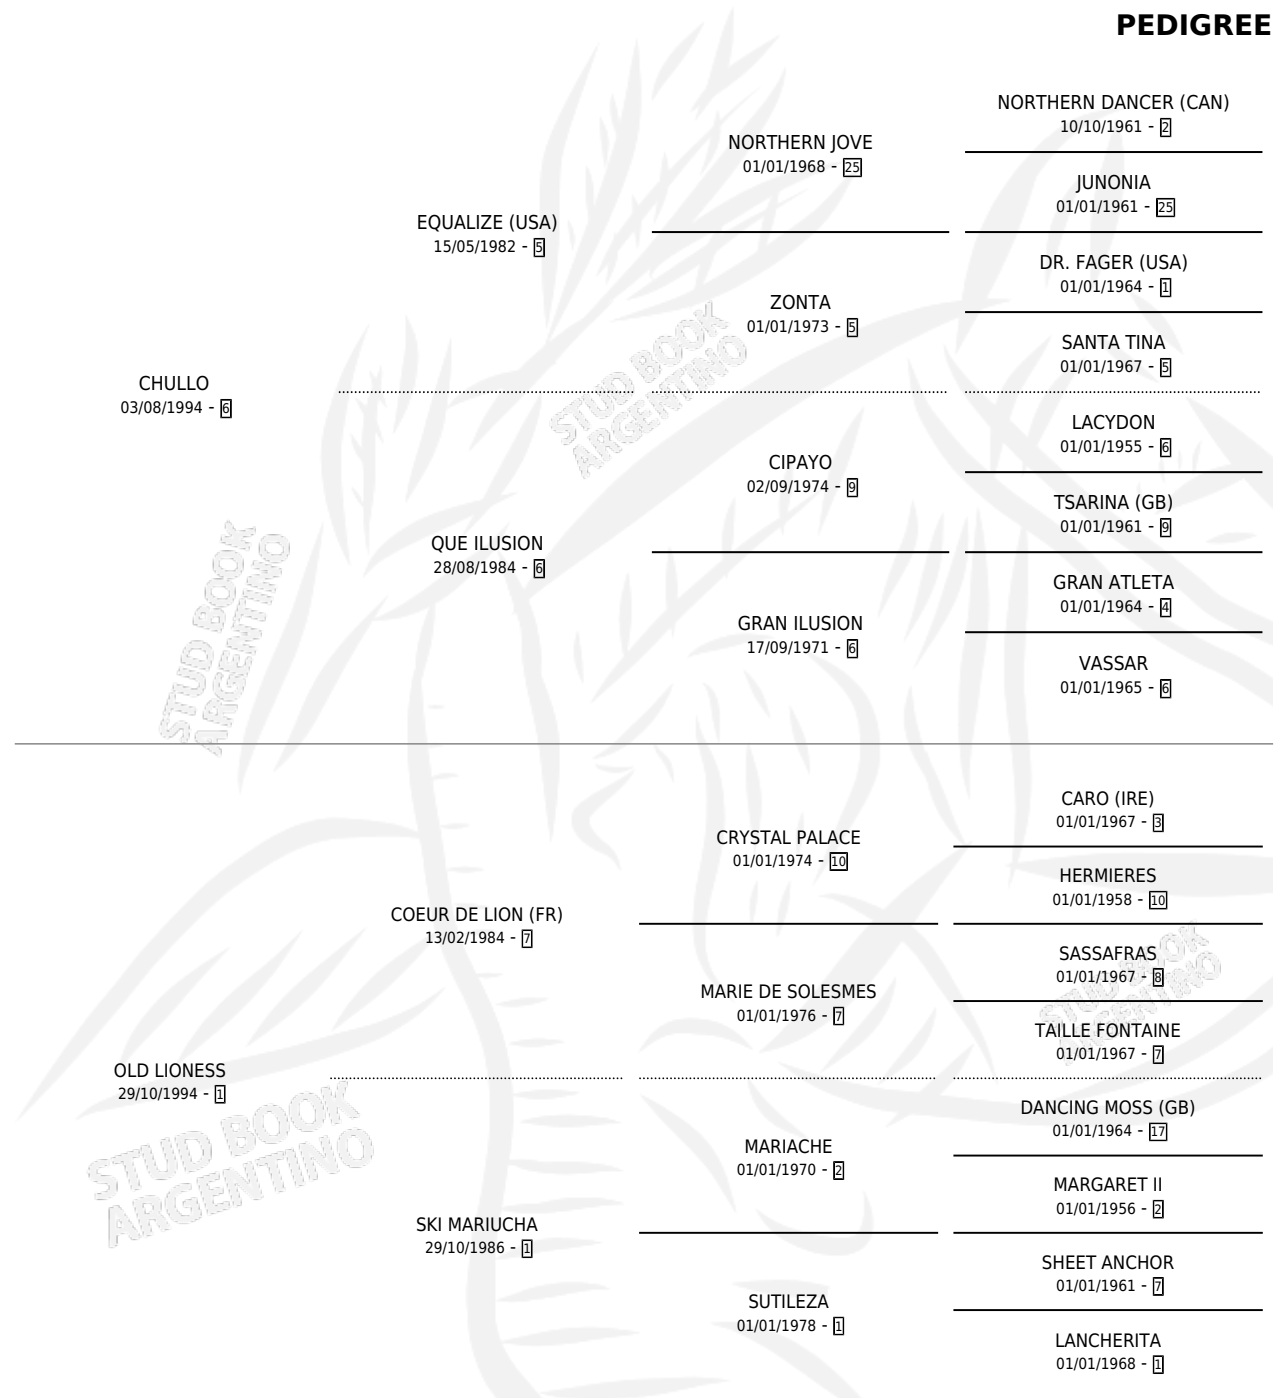 PEDIGREE
NORTHERN DANCER (CAN)
10/10/1961 - 2
NORTHERN JOVE
01/01/1968 - 25
JUNONIA
01/01/1961 - 25
EQUALIZE (USA)
15/05/1982 - 5
DR. FAGER (USA)
01/01/1964 - 1
ZONTA
01/01/1973 - 5
SANTA TINA
01/01/1967 - 5
CHULLO
03/08/1994 - 6
LACYDON
01/01/1955 - 6
CIPAYO
02/09/1974 - 9
TSARINA (GB)
01/01/1961 - 9
QUE ILUSION
28/08/1984 - 6
GRAN ATLETA
01/01/1964 - 4
GRAN ILUSION
17/09/1971 - 6
VASSAR
01/01/1965 - 6
CARO (IRE)
01/01/1967 - 3
CRYSTAL PALACE
01/01/1974 - 10
HERMIERES
01/01/1958 - 10
COEUR DE LION (FR)
13/02/1984 - 7
SASSAFRAS
01/01/1967 - 8
MARIE DE SOLESMES
01/01/1976 - 7
TAILLE FONTAINE
01/01/1967 - 7
OLD LIONESS
29/10/1994 - 1
DANCING MOSS (GB)
01/01/1964 - 17
MARIACHE
01/01/1970 - 2
MARGARET II
01/01/1956 - 2
SKI MARIUCHA
29/10/1986 - 1
SHEET ANCHOR
01/01/1961 - 7
SUTILEZA
01/01/1978 - 1
LANCHERITA
01/01/1968 - 1
STUD BOOK
ARGENTINO
STUD BOOK
ARGENTINO
STUD BOOK
ARGENTINO
STUD BOOK
ARGENTINO